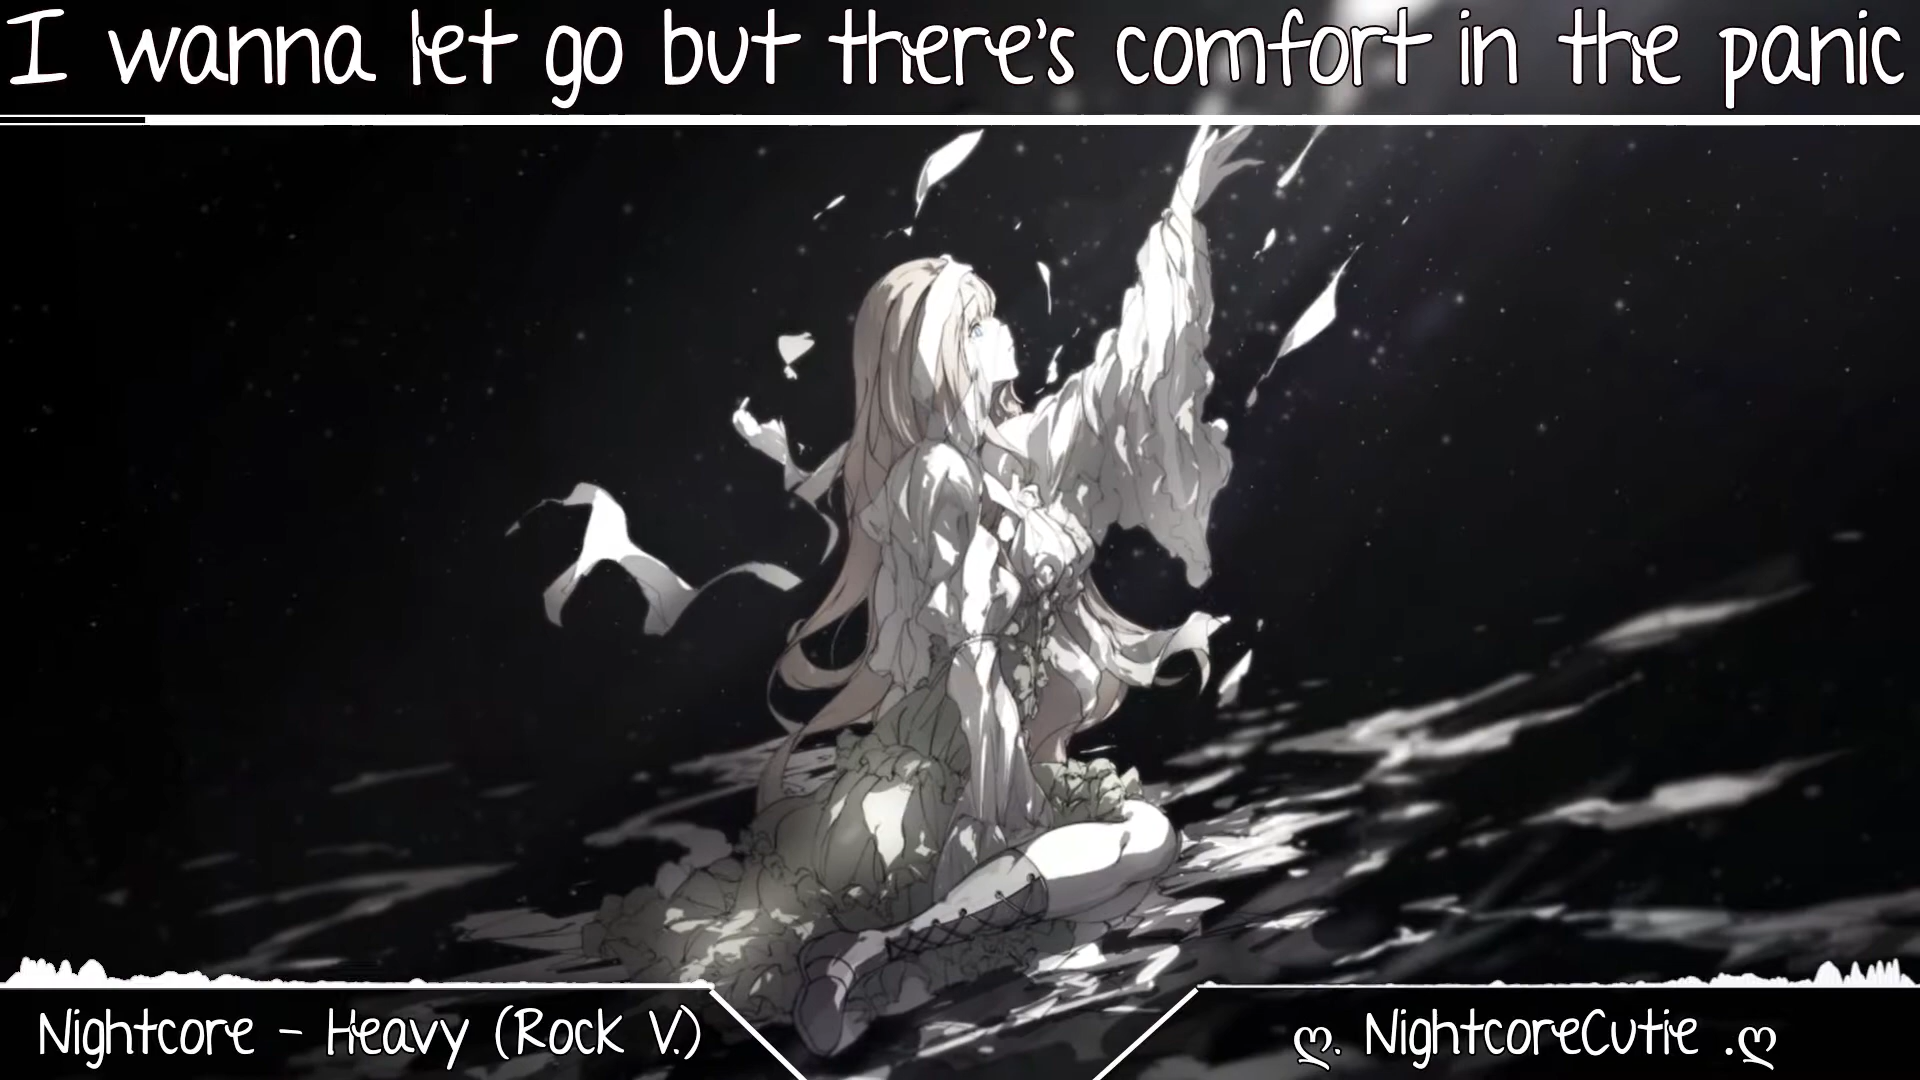 I wanna let go but there's comfort in the panic
Nightcore - Heavy (Rock V.)
ღ. NightcoreCutie .ღ